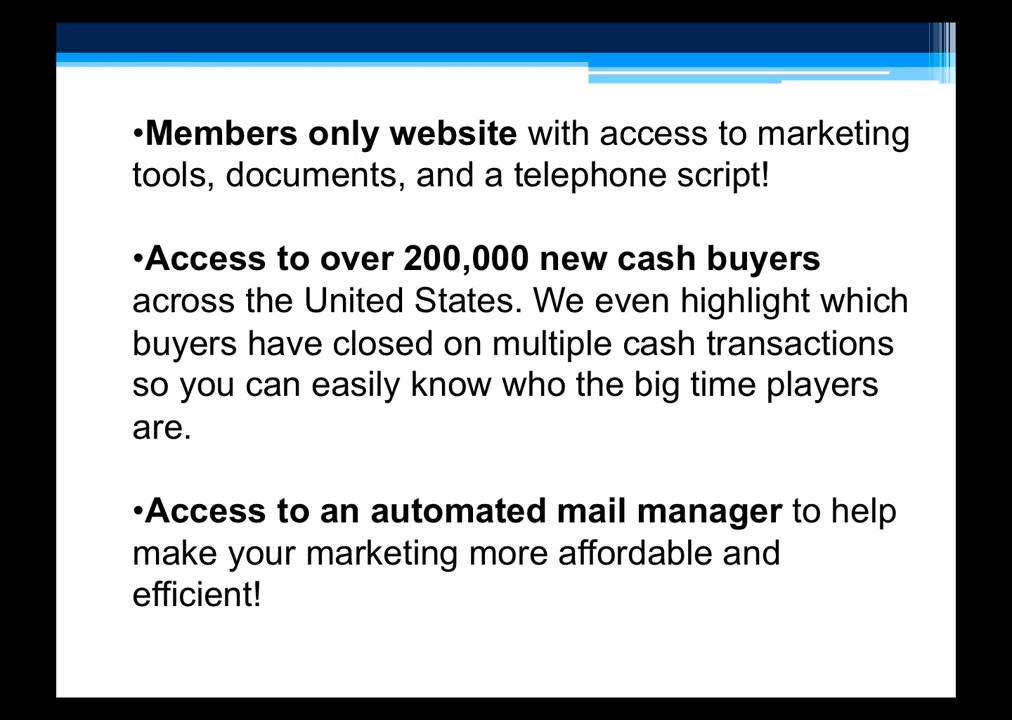 •Members only website with access to marketing
tools, documents, and a telephone script!
•Access to over 200,000 new cash buyers
across the United States. We even highlight which
buyers have closed on multiple cash transactions
so you can easily know who the big time players
are.
•Access to an automated mail manager to help
make your marketing more affordable and
efficient!